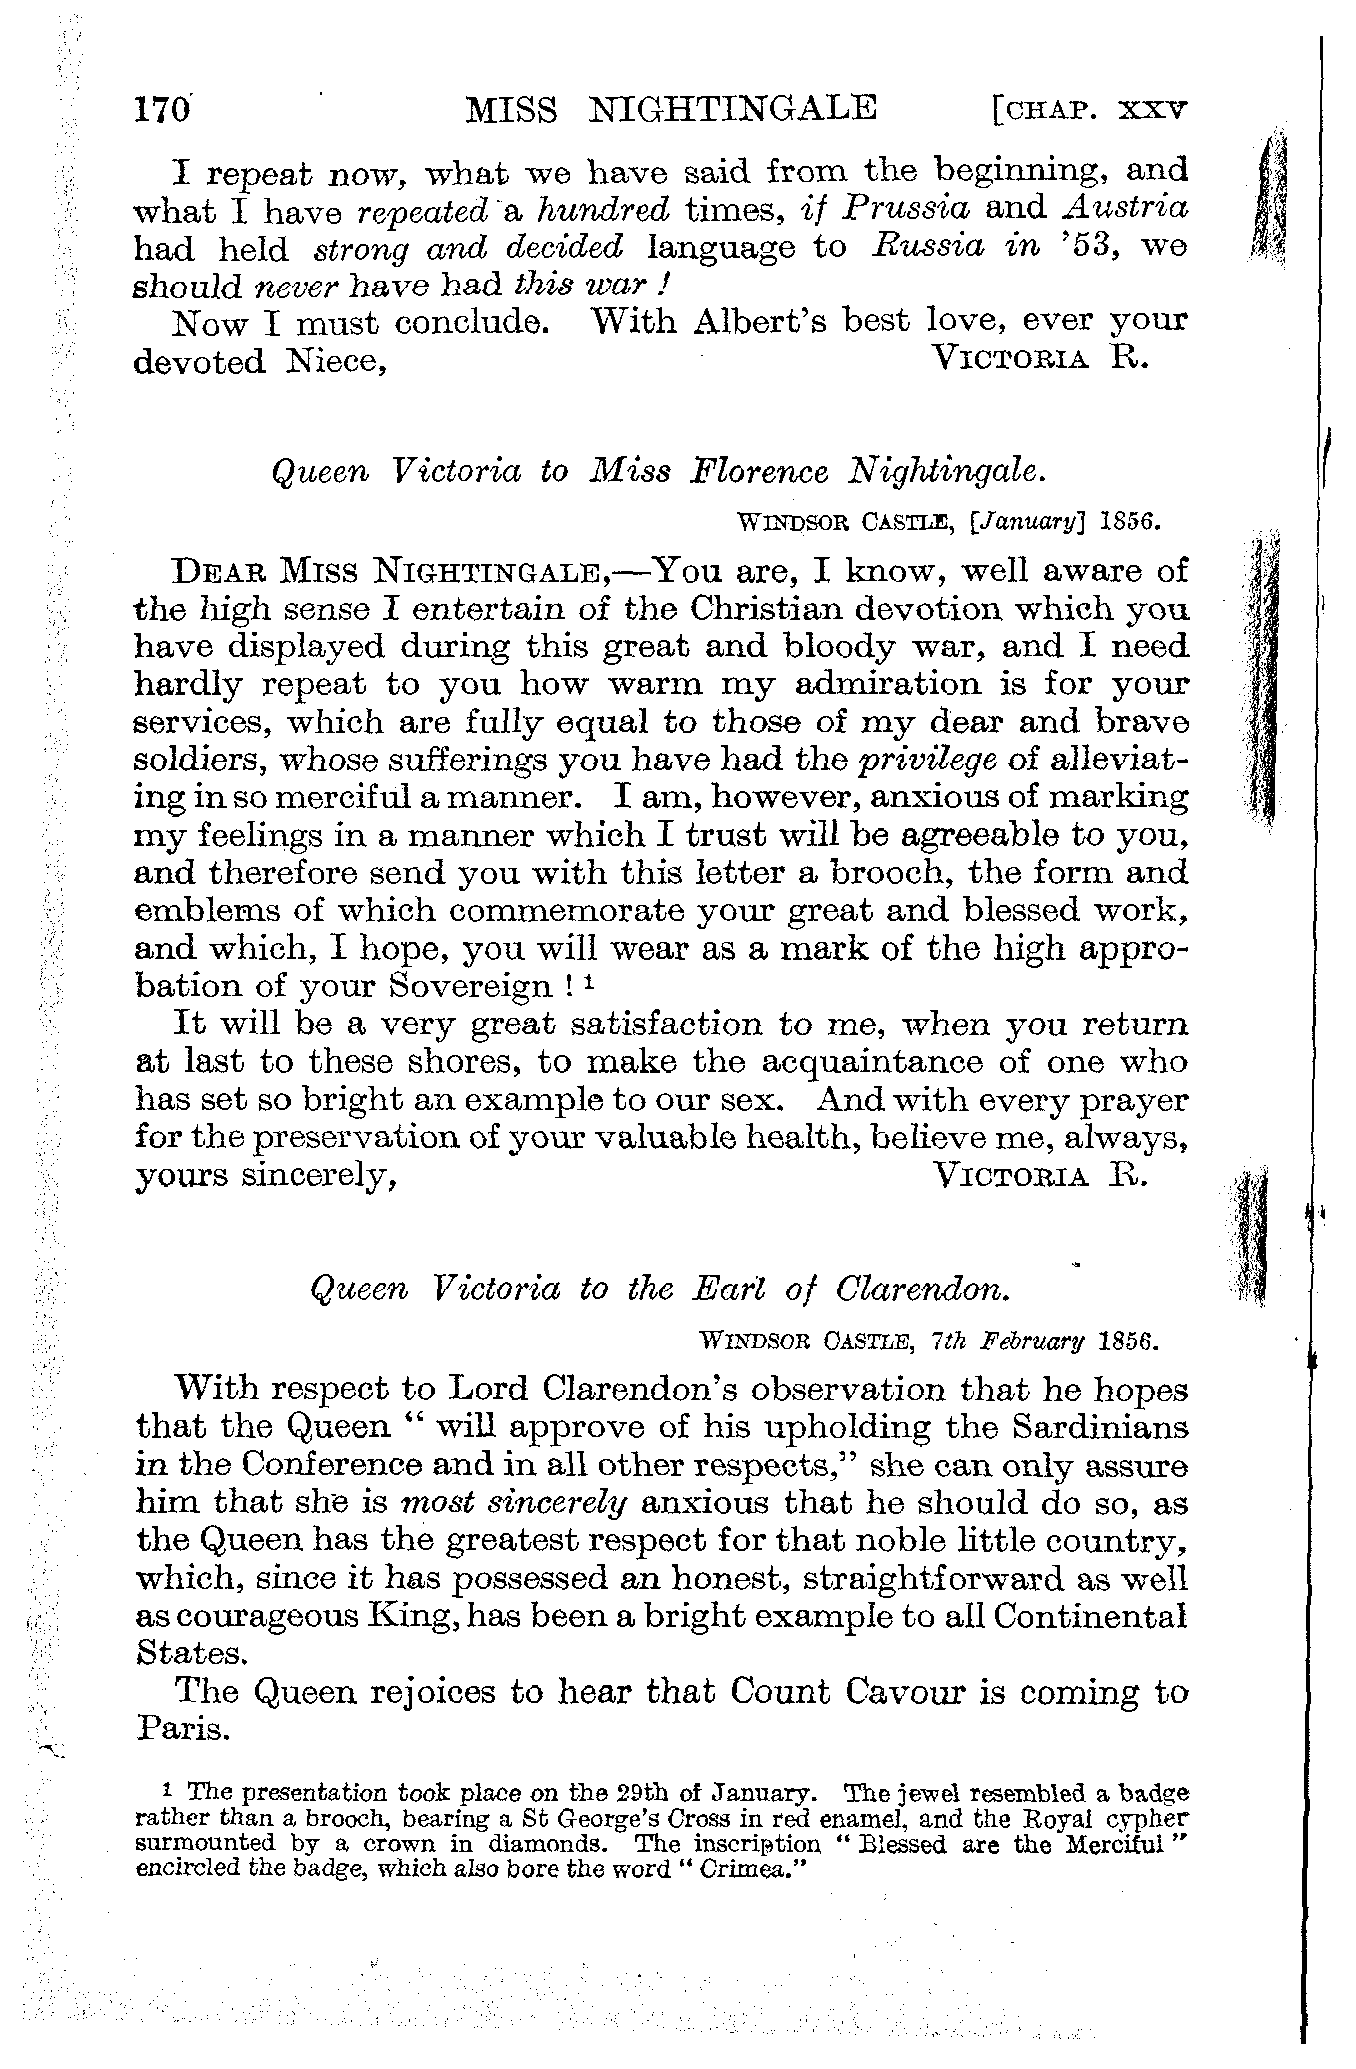 170 MISS NIGHTINGALE [CHAP. XXV
I repeat now, what we have said from the beginning, and
what I have repeated a hundred times, if Prussia and Austria
had held strong and decided language to Russia in '53, we
should never have had this war !
Now I must conclude. With Albert's best love, ever your
devoted Niece, VICTORIA R.
Queen Victoria to Miss Florence Nightingale.
WINDSOR CASTLE, [January] 1856.
DEAR MISS NIGHTINGALE,—You are, I know, well aware of
the high sense I entertain of the Christian devotion which you
have displayed during this great and bloody war, and I need
hardly repeat to you how warm my admiration is for your
services, which are fully equal to those of my dear and brave
soldiers, whose sufferings you have had the privilege of alleviat-
ing in so merciful a manner. I am, however, anxious of marking
my feelings in a manner which I trust will be agreeable to you,
and therefore send you with this letter a brooch, the form and
emblems of which commemorate your great and blessed work,
and which, I hope, you will wear as a mark of the high appro-
bation of your Sovereign ! 1
It will be a very great satisfaction to me, when you return
at last to these shores, to make the acquaintance of one who
has set so bright an example to our sex. And with every prayer
for the preservation of your valuable health, believe me, always,
yours sincerely, VICTORIA R.
Queen Victoria to the Earl of Clarendon.
WINDSOR CASTLE, 7th February 1856.
With respect to Lord Clarendon's observation that he hopes
that the Queen " will approve of his upholding the Sardinians
in the Conference and in all other respects," she can only assure
him that she is most sincerely anxious that he should do so, as
the Queen has the greatest respect for that noble little country,
which, since it has possessed an honest, straightforward as well
as courageous King, has been a bright example to all Continental
States.
The Queen rejoices to hear that Count Cavour is coming to
Paris.
1 The presentation took place on the 29th of January. The jewel resembled a badge
rather than a brooch, bearing a St George's Cross in red enamel, and the Royal cypher
surmounted by a crown in diamonds. The inscription " Blessed are the Merciful "
encircled the badge, which also bore the word " Crimea."